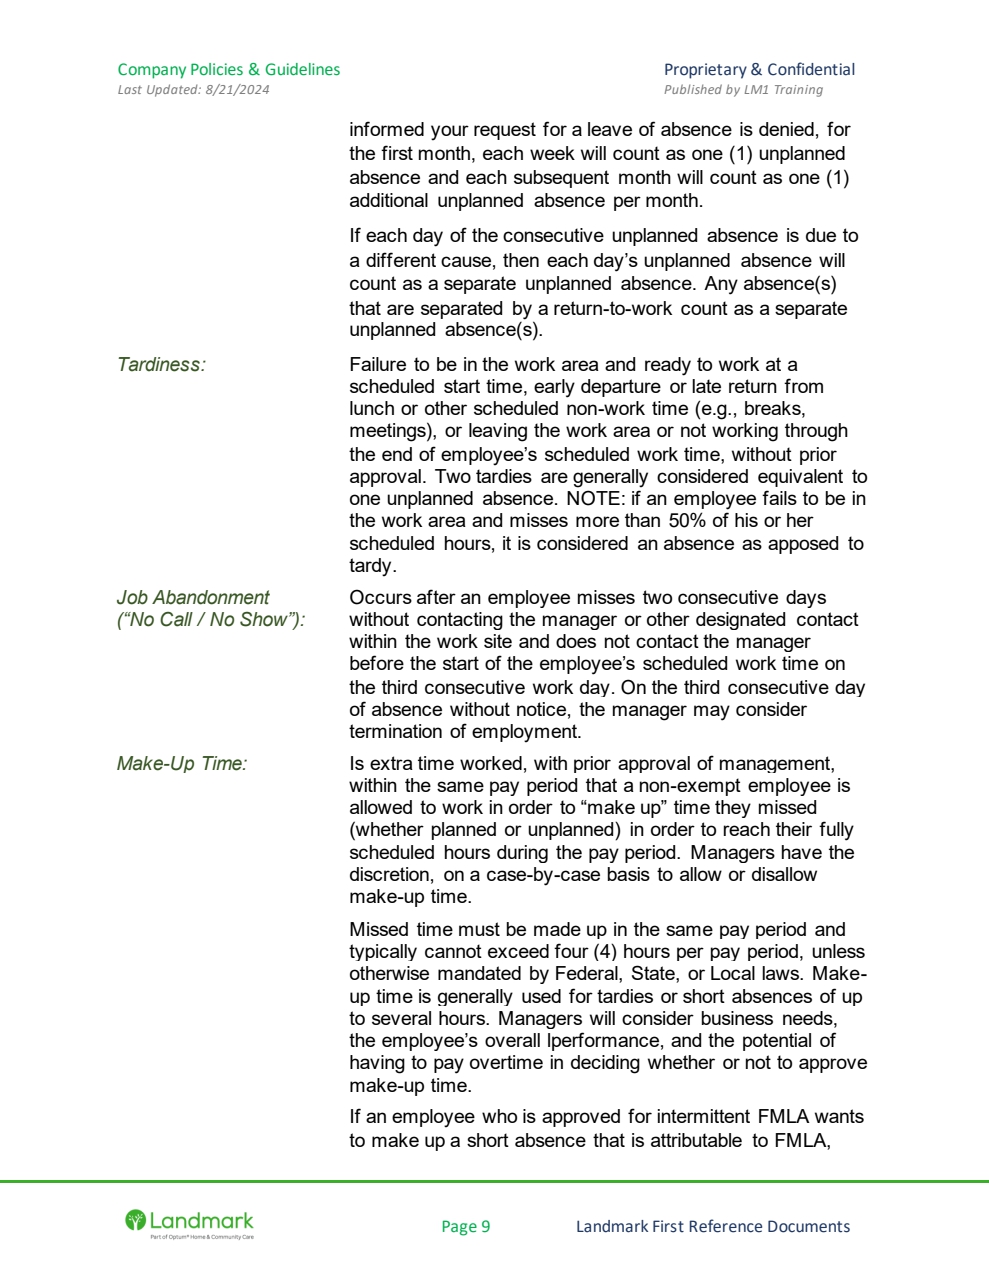 Company Policies & Guidelines
Proprietary & Confidential
Last Updated: 8/21/2024
Published by LM1 Training
informed your request for a leave of absence is denied, for
the first month, each week will count as one (1) unplanned
absence and each subsequent month will count as one (1)
additional unplanned absence per month.
If each day of the consecutive unplanned absence is due to
a different cause, then each day’s unplanned absence will
count as a separate unplanned absence. Any absence(s)
that are separated by a return-to-work count as a separate
unplanned absence(s).
Tardiness:
Failure to be in the work area and ready to work at a
scheduled start time, early departure or late return from
lunch or other scheduled non-work time (e.g., breaks,
meetings), or leaving the work area or not working through
the end of employee’s scheduled work time, without prior
approval. Two tardies are generally considered equivalent to
one unplanned absence. NOTE: if an employee fails to be in
the work area and misses more than 50% of his or her
scheduled hours, it is considered an absence as apposed to
tardy.
Job Abandonment
(“No Call / No Show”):
Occurs after an employee misses two consecutive days
without contacting the manager or other designated contact
within the work site and does not contact the manager
before the start of the employee’s scheduled work time on
the third consecutive work day. On the third consecutive day
of absence without notice, the manager may consider
termination of employment.
Make-Up Time:
Is extra time worked, with prior approval of management,
within the same pay period that a non-exempt employee is
allowed to work in order to “make up” time they missed
(whether planned or unplanned) in order to reach their fully
scheduled hours during the pay period. Managers have the
discretion, on a case-by-case basis to allow or disallow
make-up time.
Missed time must be made up in the same pay period and
typically cannot exceed four (4) hours per pay period, unless
otherwise mandated by Federal, State, or Local laws. Make-
up time is generally used for tardies or short absences of up
to several hours. Managers will consider business needs,
the employee’s overall lperformance, and the potential of
having to pay overtime in deciding whether or not to approve
make-up time.
If an employee who is approved for intermittent FMLA wants
to make up a short absence that is attributable to FMLA,
Landmark
Part of Optum® Home & Community Care
Page 9
Landmark First Reference Documents